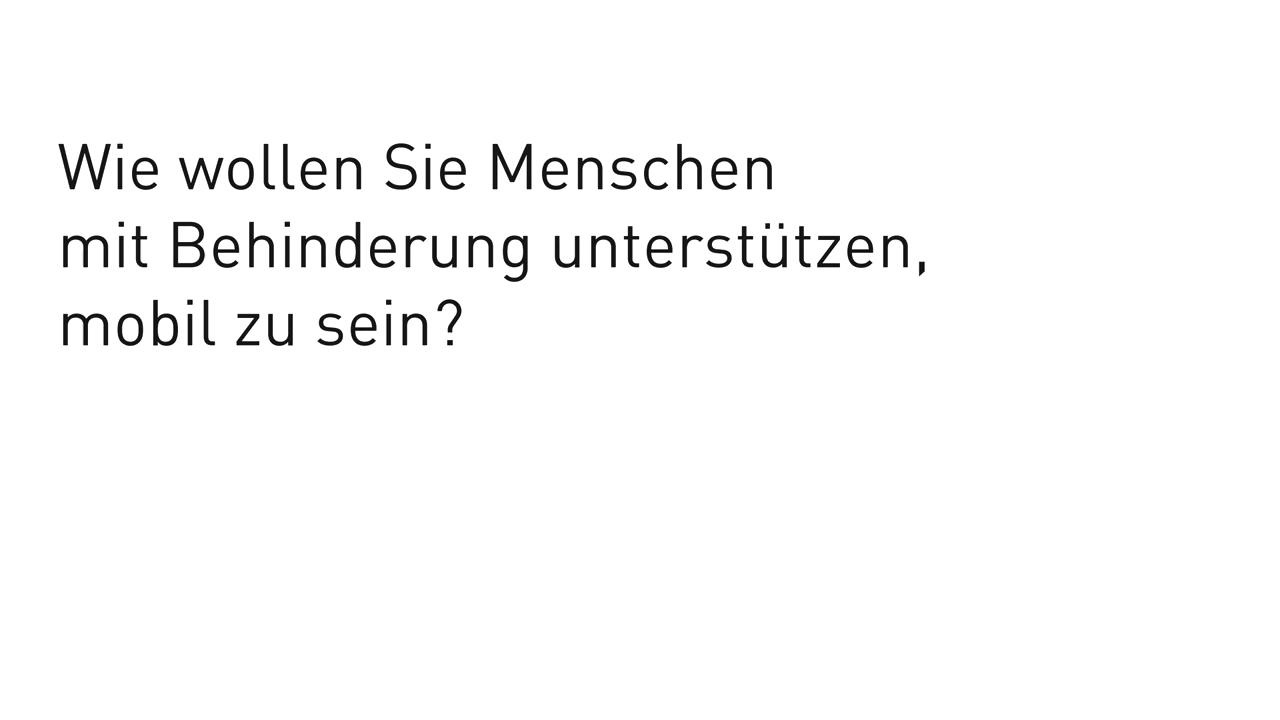 Wie wollen Sie Menschen
mit Behinderung unterstützen,
mobil zu sein?